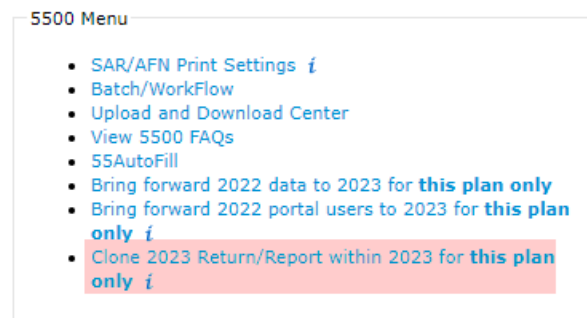 5500 Menu
SAR/AFN Print Settings i
Batch/WorkFlow
Upload and Download Center
View 5500 FAQs
55AutoFill
Bring forward 2022 data to 2023 for this plan only
Bring forward 2022 portal users to 2023 for this plan
only i
Clone 2023 Return/Report within 2023 for this plan
only i